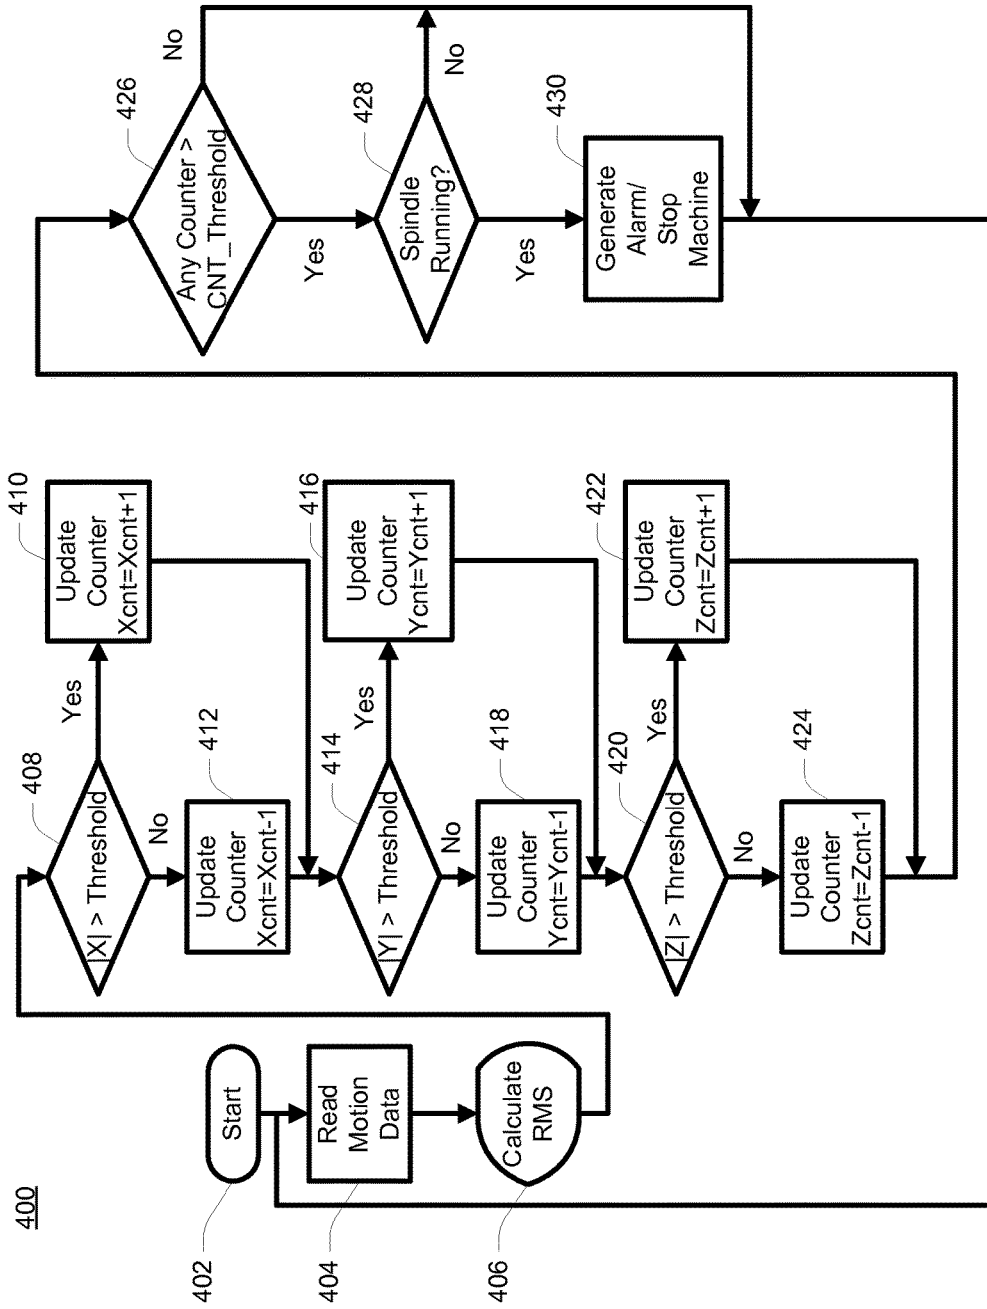 400
402
Start
404
Read
Motion
Data
406
Calculate
RMS
408
|X| > Threshold
Yes
No
410
Update
Counter
Xcnt=Xcnt+1
412
Update
Counter
Xcnt=Xcnt-1
414
|Y| > Threshold
Yes
No
416
Update
Counter
Ycnt=Ycnt+1
418
Update
Counter
Ycnt=Ycnt-1
420
|Z| > Threshold
Yes
No
422
Update
Counter
Zcnt=Zcnt+1
424
Update
Counter
Zcnt=Zcnt-1
426
Any Counter >
CNT_Threshold
No
Yes
428
Spindle
Running?
No
Yes
430
Generate
Alarm/
Stop
Machine